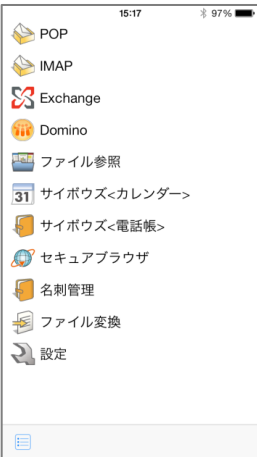 15:17 97%
POP
IMAP
Exchange
Domino
ファイル参照
31 サイボウズ<カレンダー>
サイボウズ<電話帳>
セキュアブラウザ
名刺管理
ファイル変換
設定